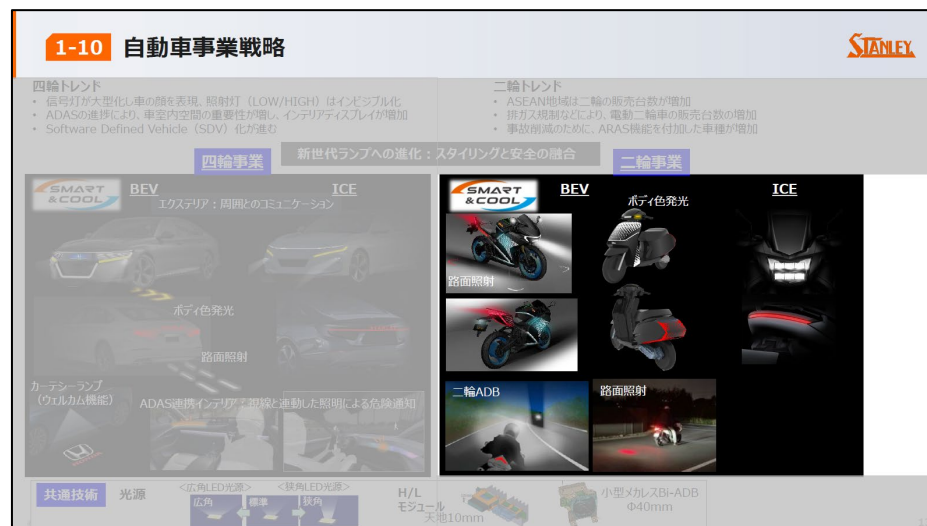 1-10 自動車事業戦略
STANLEY
四輪トレンド
• 信号灯が大型化し車の顔を表現、照射灯（LOW/HIGH）はインビジブル化
• ADASの進捗により、車室内空間の重要性が増し、インテリアディスプレイが増加
• Software Defined Vehicle（SDV）化が進む
二輪トレンド
• ASEAN地域は二輪の販売台数が増加
• 排ガス規制などにより、電動二輪車の販売台数の増加
• 事故削減のために、ARAS機能を付加した車種が増加
新世代ランプへの進化：スタイリングと安全の融合
四輪事業
二輪事業
SMART
&COOL
BEV
ICE
エクステリア：周囲とのコミュニケーション
ボディ色発光
路面照射
カーテシーランプ
（ウェルカム機能）
ADAS連携インテリア：視線と連動した照明による危険通知
SMART
&COOL
BEV
ICE
ボディ色発光
路面照射
二輪ADB
路面照射
共通技術
光源
<広角LED光源>
<狭角LED光源>
広角
標準
狭角
H/L
モジュール
天地10mm
小型メカレスBi-ADB
Φ40mm